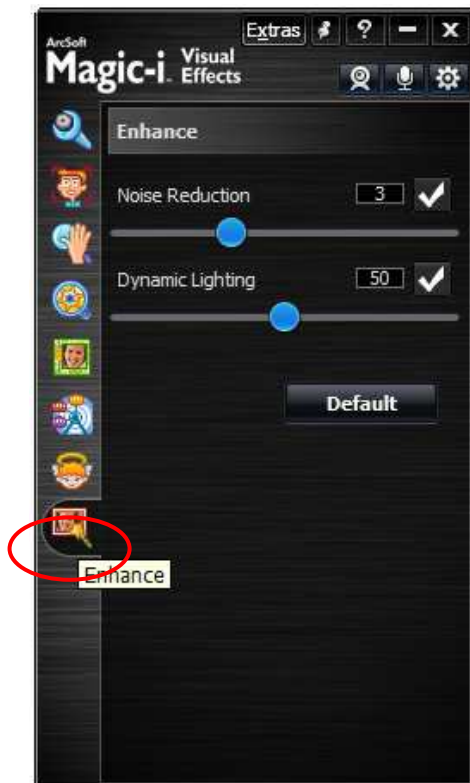 Extras ? 
ArcSoft
Magic-i Visual Effects
Enhance
Noise Reduction 3
Dynamic Lighting 50
Default
Enhance